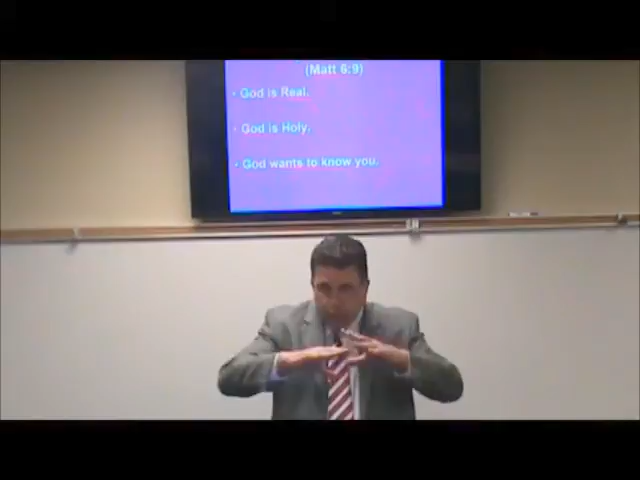 (Matt 6:9)
- God is Real.
- God is Holy.
- God wants to know you.